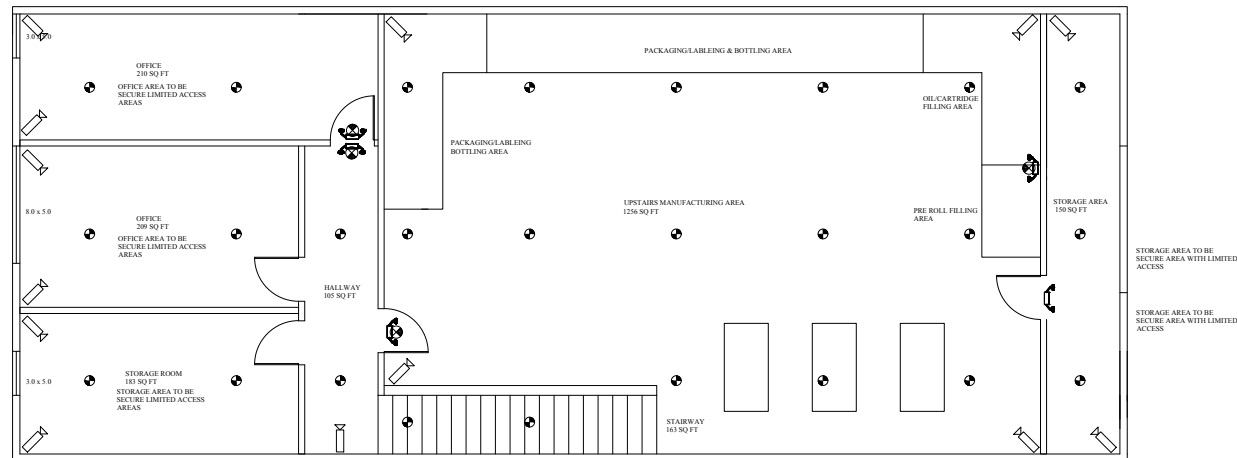 3.0 x 5.0
OFFICE
210 SQ FT
OFFICE AREA TO BE
SECURE LIMITED ACCESS
AREAS
PACKAGING/LABLEING & BOTTLING AREA
OIL/CARTRIDGE
FILLING AREA
PACKAGING/LABLEING
BOTTLING AREA
8.0 x 5.0
OFFICE
209 SQ FT
OFFICE AREA TO BE
SECURE LIMITED ACCESS
AREAS
UPSTAIRS MANUFACTURING AREA
1256 SQ FT
PRE ROLL FILLING
AREA
STORAGE AREA
150 SQ FT
STORAGE AREA TO BE
SECURE AREA WITH LIMITED
ACCESS
HALLWAY
105 SQ FT
STORAGE AREA TO BE
SECURE AREA WITH LIMITED
ACCESS
3.0 x 5.0
STORAGE ROOM
183 SQ FT
STORAGE AREA TO BE
SECURE LIMITED ACCESS
AREAS
STAIRWAY
163 SQ FT